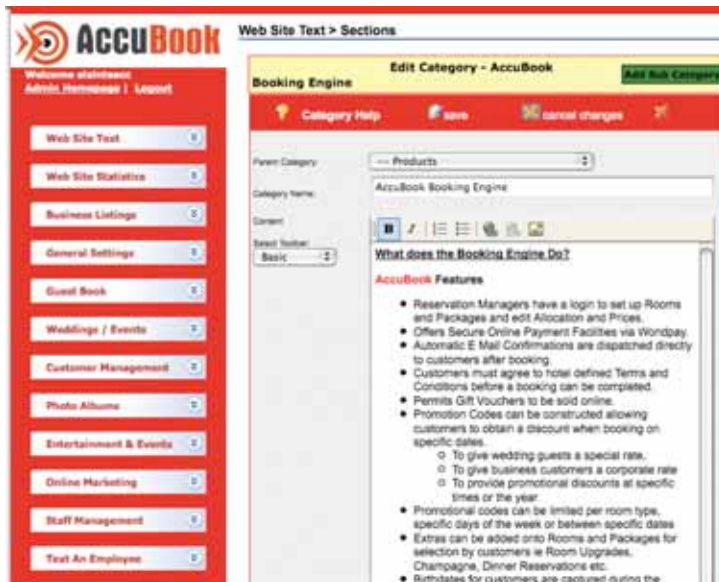 ACCUBOOK
Web Site Text > Sections
Welcome
Admin Homepage | Logout
Edit Category - AccuBook
Booking Engine
Add Sub Category
Category Help
save
cancel changes
Web Site Text
Web Site Statistics
Business Listings
General Settings
Guest Book
Weddings / Events
Customer Management
Photo Albums
Entertainment & Events
Online Marketing
Staff Management
Text An Employee
Parent Category
-- Products
Category Name:
AccuBook Booking Engine
Content
Select Toolbar:
Basic
B I
What does the Booking Engine Do?
AccuBook Features
Reservation Managers have a login to set up Rooms
and Packages and edit Allocation and Prices.
Offers Secure Online Payment Facilities via Worldpay.
Automatic E Mail Confirmations are dispatched directly
to customers after booking.
Customers must agree to hotel defined Terms and
Conditions before a booking can be completed.
Permits Gift Vouchers to be sold online.
Promotion Codes can be constructed allowing
customers to obtain a discount when booking on
specific dates.
To give wedding guests a special rate,
To give business customers a corporate rate
To provide promotional discounts at specific
times or the year
Promotional codes can be limited per room type,
specific days of the week or between specific dates
Extras can be added onto Rooms and Packages for
selection by customers ie Room Upgrades,
Champagne, Dinner Reservations etc.
Birthdates for customers are captured during the